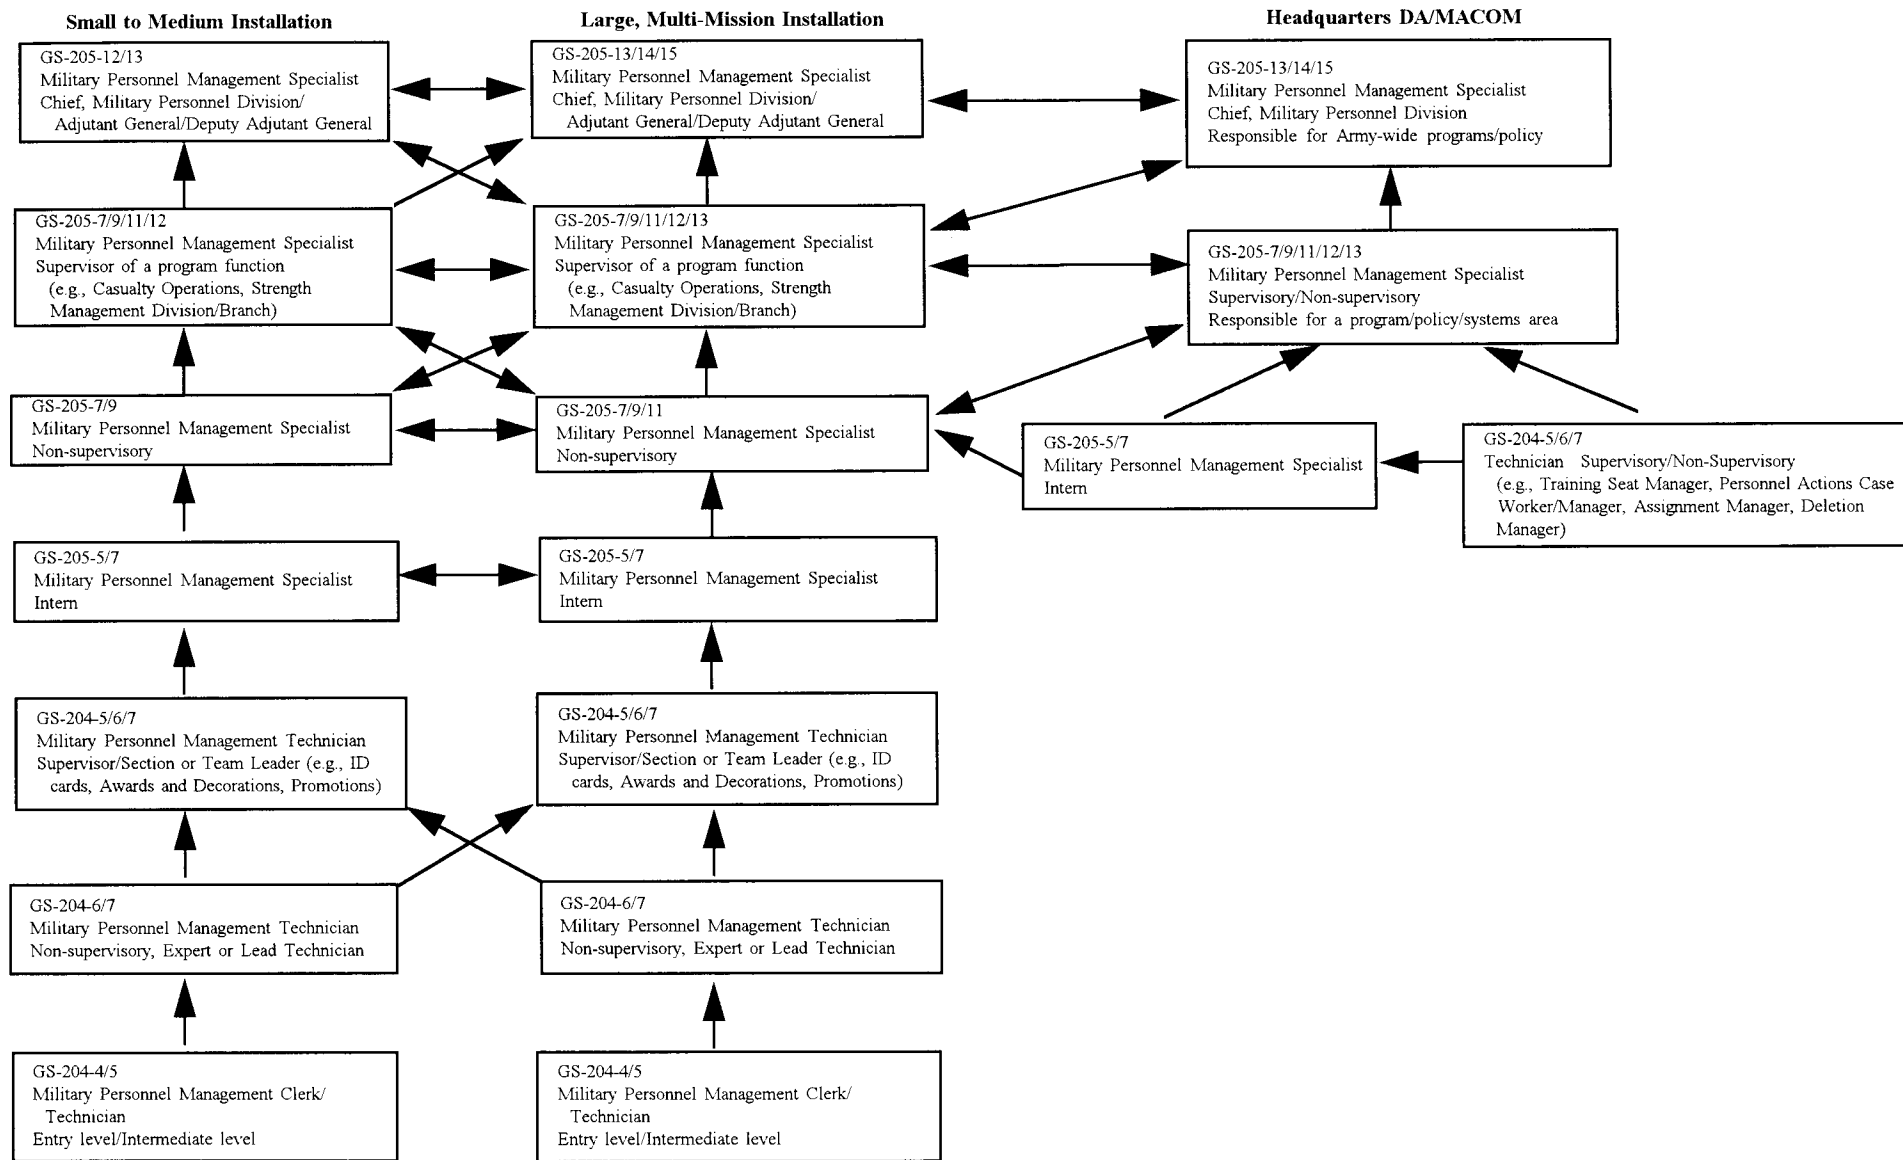 Small to Medium Installation
GS-205-12/13
Military Personnel Management Specialist
Chief, Military Personnel Division/
Adjutant General/Deputy Adjutant General
GS-205-7/9/11/12
Military Personnel Management Specialist
Supervisor of a program function
(e.g., Casualty Operations, Strength
Management Division/Branch)
GS-205-7/9
Military Personnel Management Specialist
Non-supervisory
GS-205-5/7
Military Personnel Management Specialist
Intern
GS-204-5/6/7
Military Personnel Management Technician
Supervisor/Section or Team Leader (e.g., ID
cards, Awards and Decorations, Promotions)
GS-204-6/7
Military Personnel Management Technician
Non-supervisory, Expert or Lead Technician
GS-204-4/5
Military Personnel Management Clerk/
Technician
Entry level/Intermediate level
Large, Multi-Mission Installation
GS-205-13/14/15
Military Personnel Management Specialist
Chief, Military Personnel Division/
Adjutant General/Deputy Adjutant General
GS-205-7/9/11/12/13
Military Personnel Management Specialist
Supervisor of a program function
(e.g., Casualty Operations, Strength
Management Division/Branch)
GS-205-7/9/11
Military Personnel Management Specialist
Non-supervisory
GS-205-5/7
Military Personnel Management Specialist
Intern
GS-204-5/6/7
Military Personnel Management Technician
Supervisor/Section or Team Leader (e.g., ID
cards, Awards and Decorations, Promotions)
GS-204-6/7
Military Personnel Management Technician
Non-supervisory, Expert or Lead Technician
GS-204-4/5
Military Personnel Management Clerk/
Technician
Entry level/Intermediate level
Headquarters DA/MACOM
GS-205-13/14/15
Military Personnel Management Specialist
Chief, Military Personnel Division
Responsible for Army-wide programs/policy
GS-205-7/9/11/12/13
Military Personnel Management Specialist
Supervisory/Non-supervisory
Responsible for a program/policy/systems area
GS-205-5/7
Military Personnel Management Specialist
Intern
GS-204-5/6/7
Technician Supervisory/Non-Supervisory
(e.g., Training Seat Manager, Personnel Actions Case
Worker/Manager, Assignment Manager, Deletion
Manager)